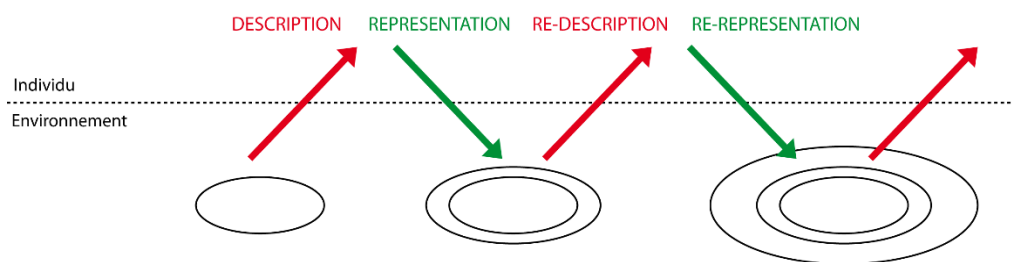 DESCRIPTION REPRESENTATION RE-DESCRIPTION RE-REPRESENTATION
Individu
Environnement